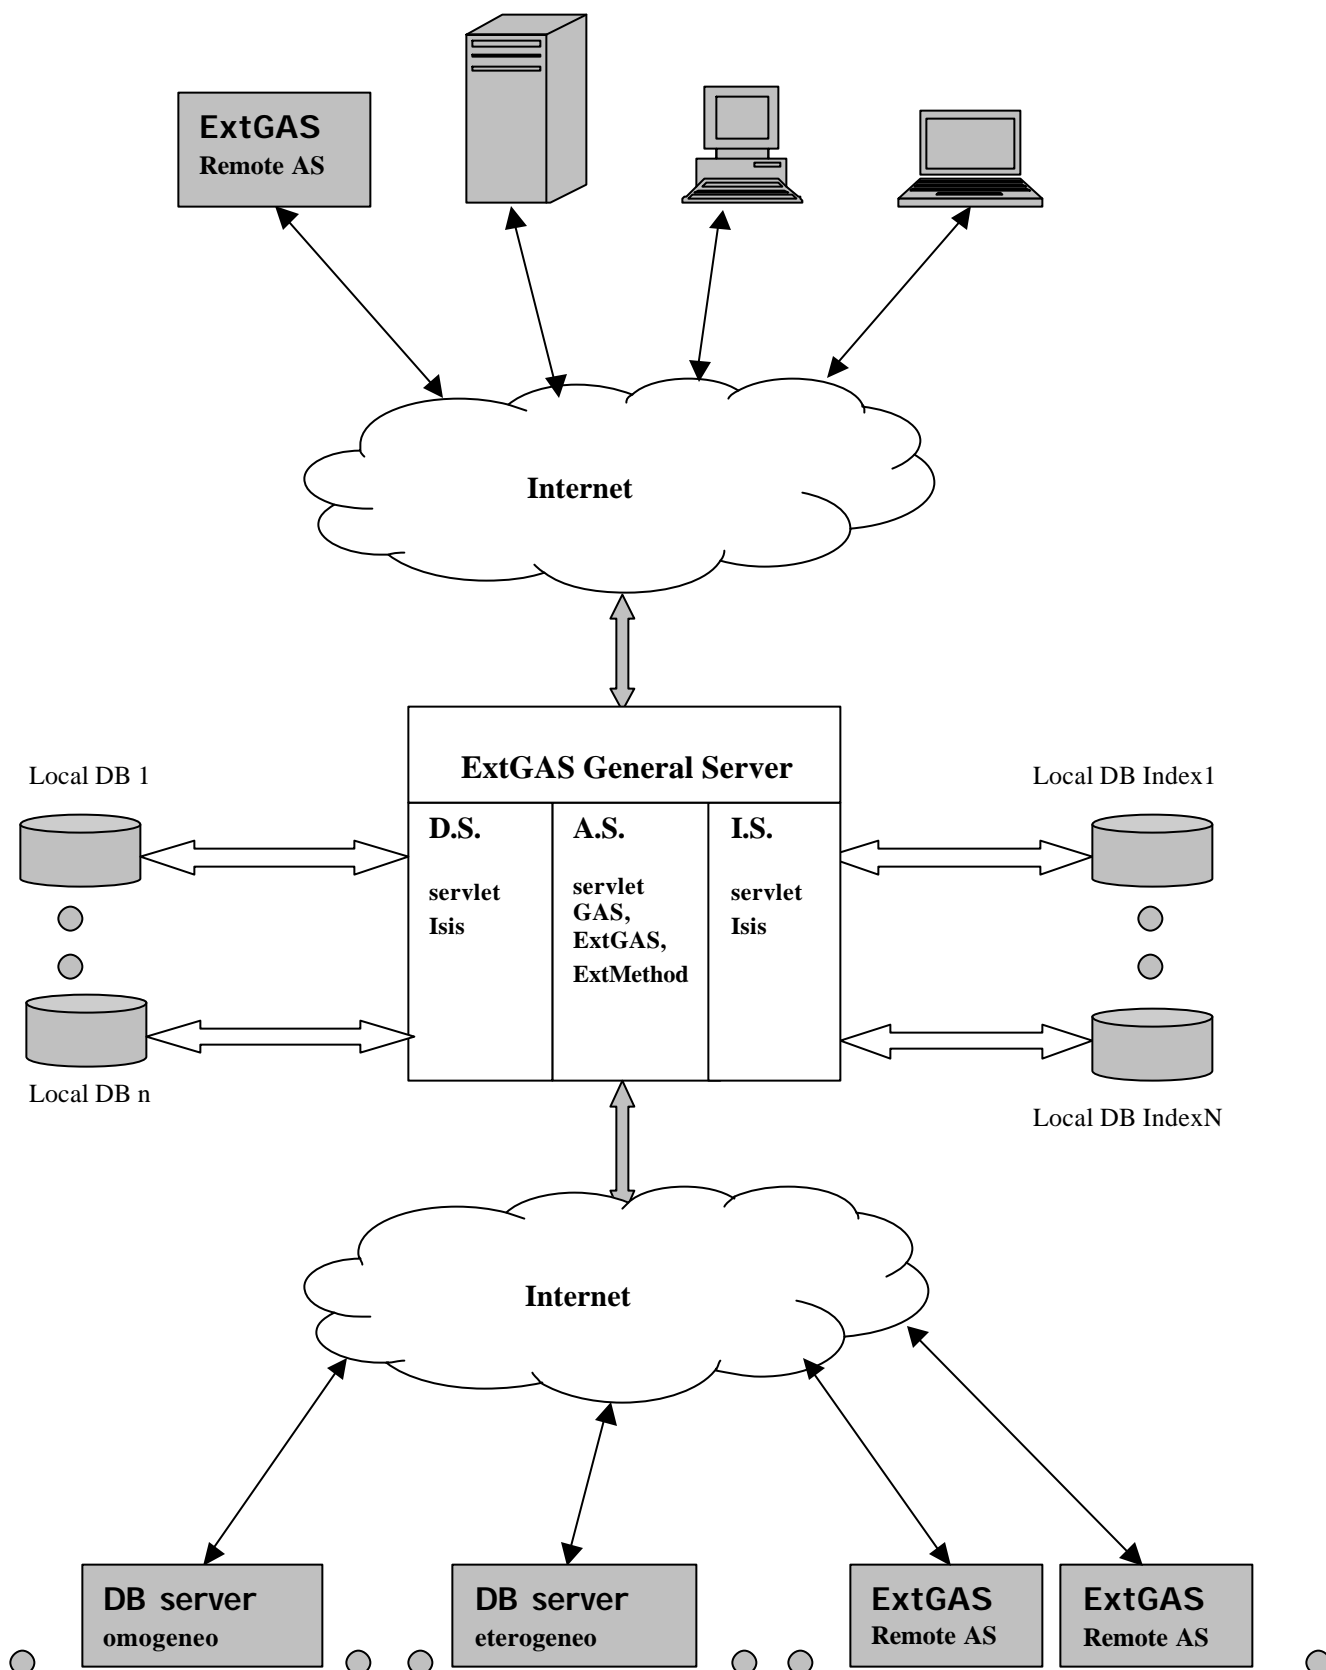 ExtGAS
Remote AS
Internet
ExtGAS General Server
Local DB 1
Local DB n
D.S.
servlet
Isis
A.S.
servlet
GAS,
ExtGAS,
ExtMethod
I.S.
servlet
Isis
Local DB Index1
Local DB IndexN
Internet
DB server
omogeneo
DB server
eterogeneo
ExtGAS
Remote AS
ExtGAS
Remote AS